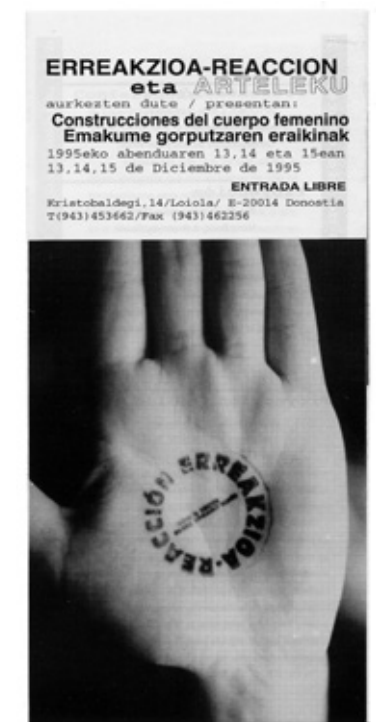 ERREAKZIOA-REACCION
eta ARTELEKU
aurkezten dute / presentan:
Construcciones del cuerpo femenino
Emakume gorputzaren eraikinak
1995eko abenduaren 13,14 eta 15ean
13,14,15 de Diciembre de 1995
ENTRADA LIBRE
Kristobaldegi,14/Loiola/ E-20014 Donostia
T(943)453662/Fax (943)462256
ERREAKZIOA-REACCIÓN